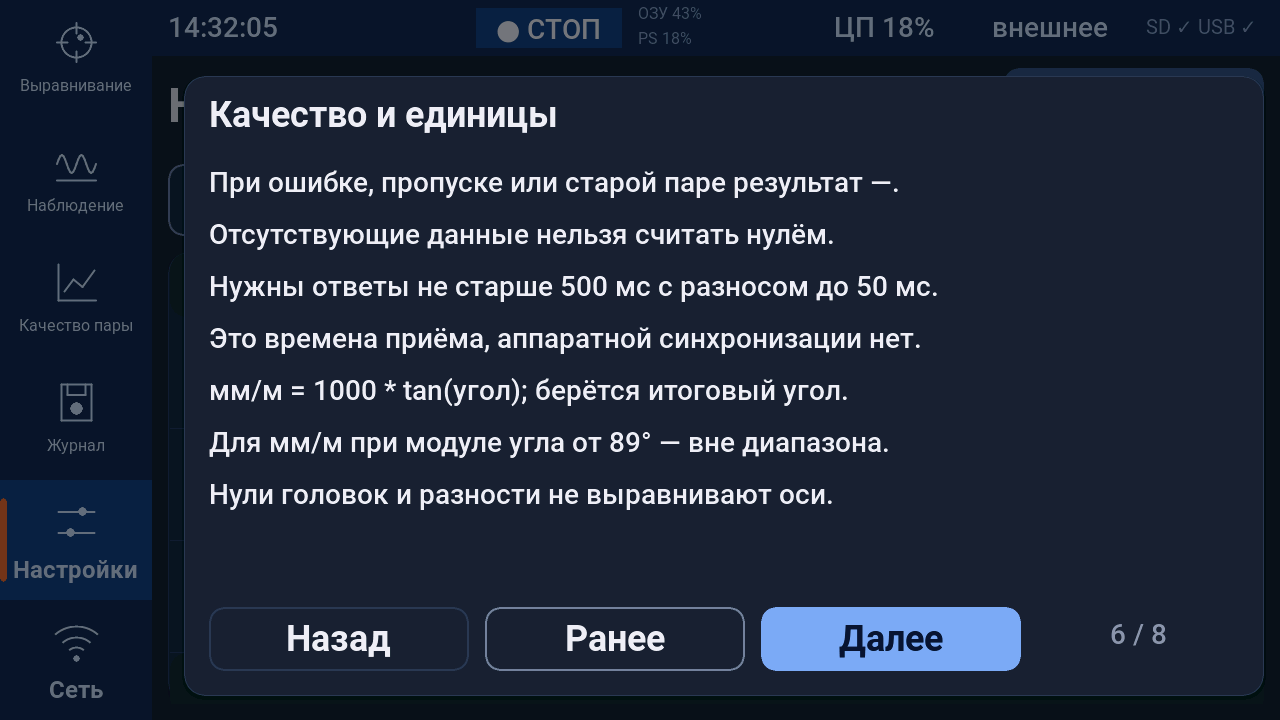 14:32:05
СТОП
ОЗУ 43%
PS 18%
ЦП 18%
внешнее
SD ✓ USB ✓
Выравнивание
Наблюдение
Качество пары
Журнал
Настройки
Сеть
Качество и единицы
При ошибке, пропуске или старой паре результат —.
Отсутствующие данные нельзя считать нулём.
Нужны ответы не старше 500 мс с разносом до 50 мс.
Это времена приёма, аппаратной синхронизации нет.
мм/м = 1000 * tan(угол); берётся итоговый угол.
Для мм/м при модуле угла от 89° — вне диапазона.
Нули головок и разности не выравнивают оси.
Назад
Ранее
Далее
6 / 8